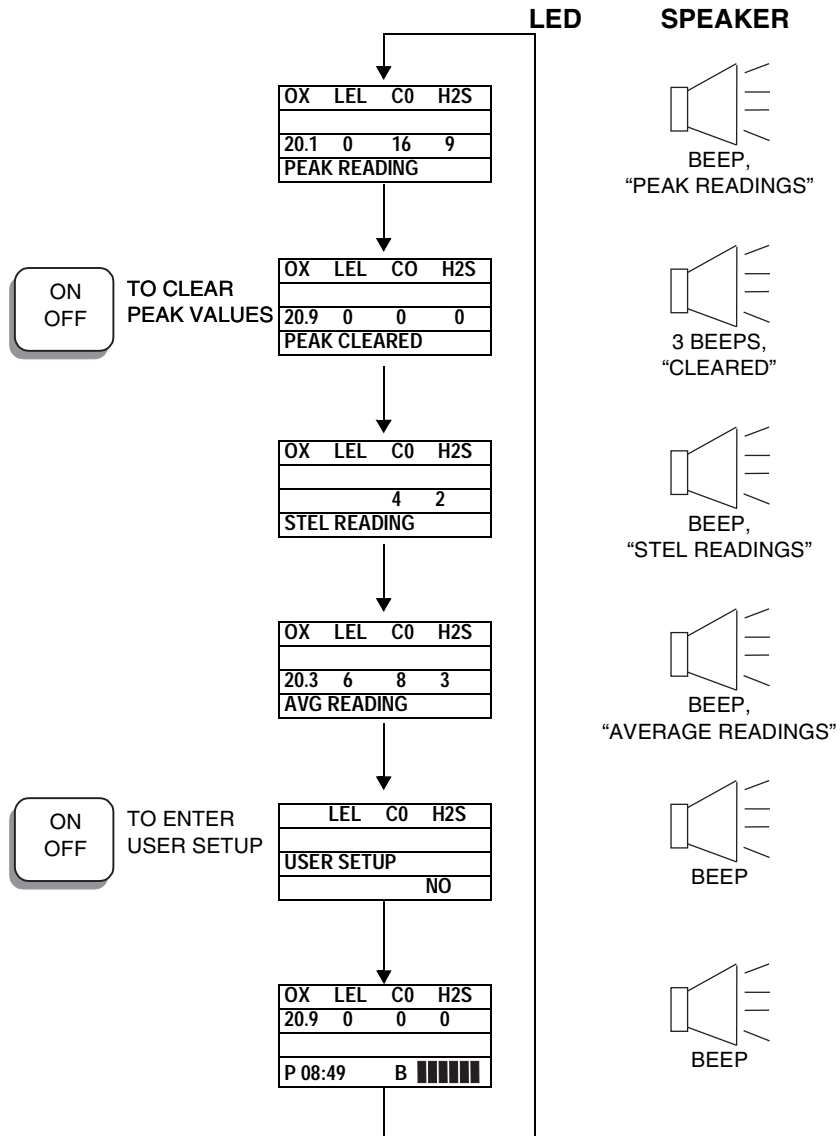 LED SPEAKER
OX LEL C0 H2S
20.1 0 16 9
PEAK READING
BEEP,
“PEAK READINGS”
ON
OFF
TO CLEAR
PEAK VALUES
OX LEL CO H2S
20.9 0 0 0
PEAK CLEARED
3 BEEPS,
“CLEARED”
OX LEL C0 H2S
4 2
STEL READING
BEEP,
“STEL READINGS”
OX LEL C0 H2S
20.3 6 8 3
AVG READING
BEEP,
“AVERAGE READINGS”
ON
OFF
TO ENTER
USER SETUP
LEL C0 H2S
USER SETUP
NO
BEEP
OX LEL C0 H2S
20.9 0 0 0
P 08:49 B
BEEP